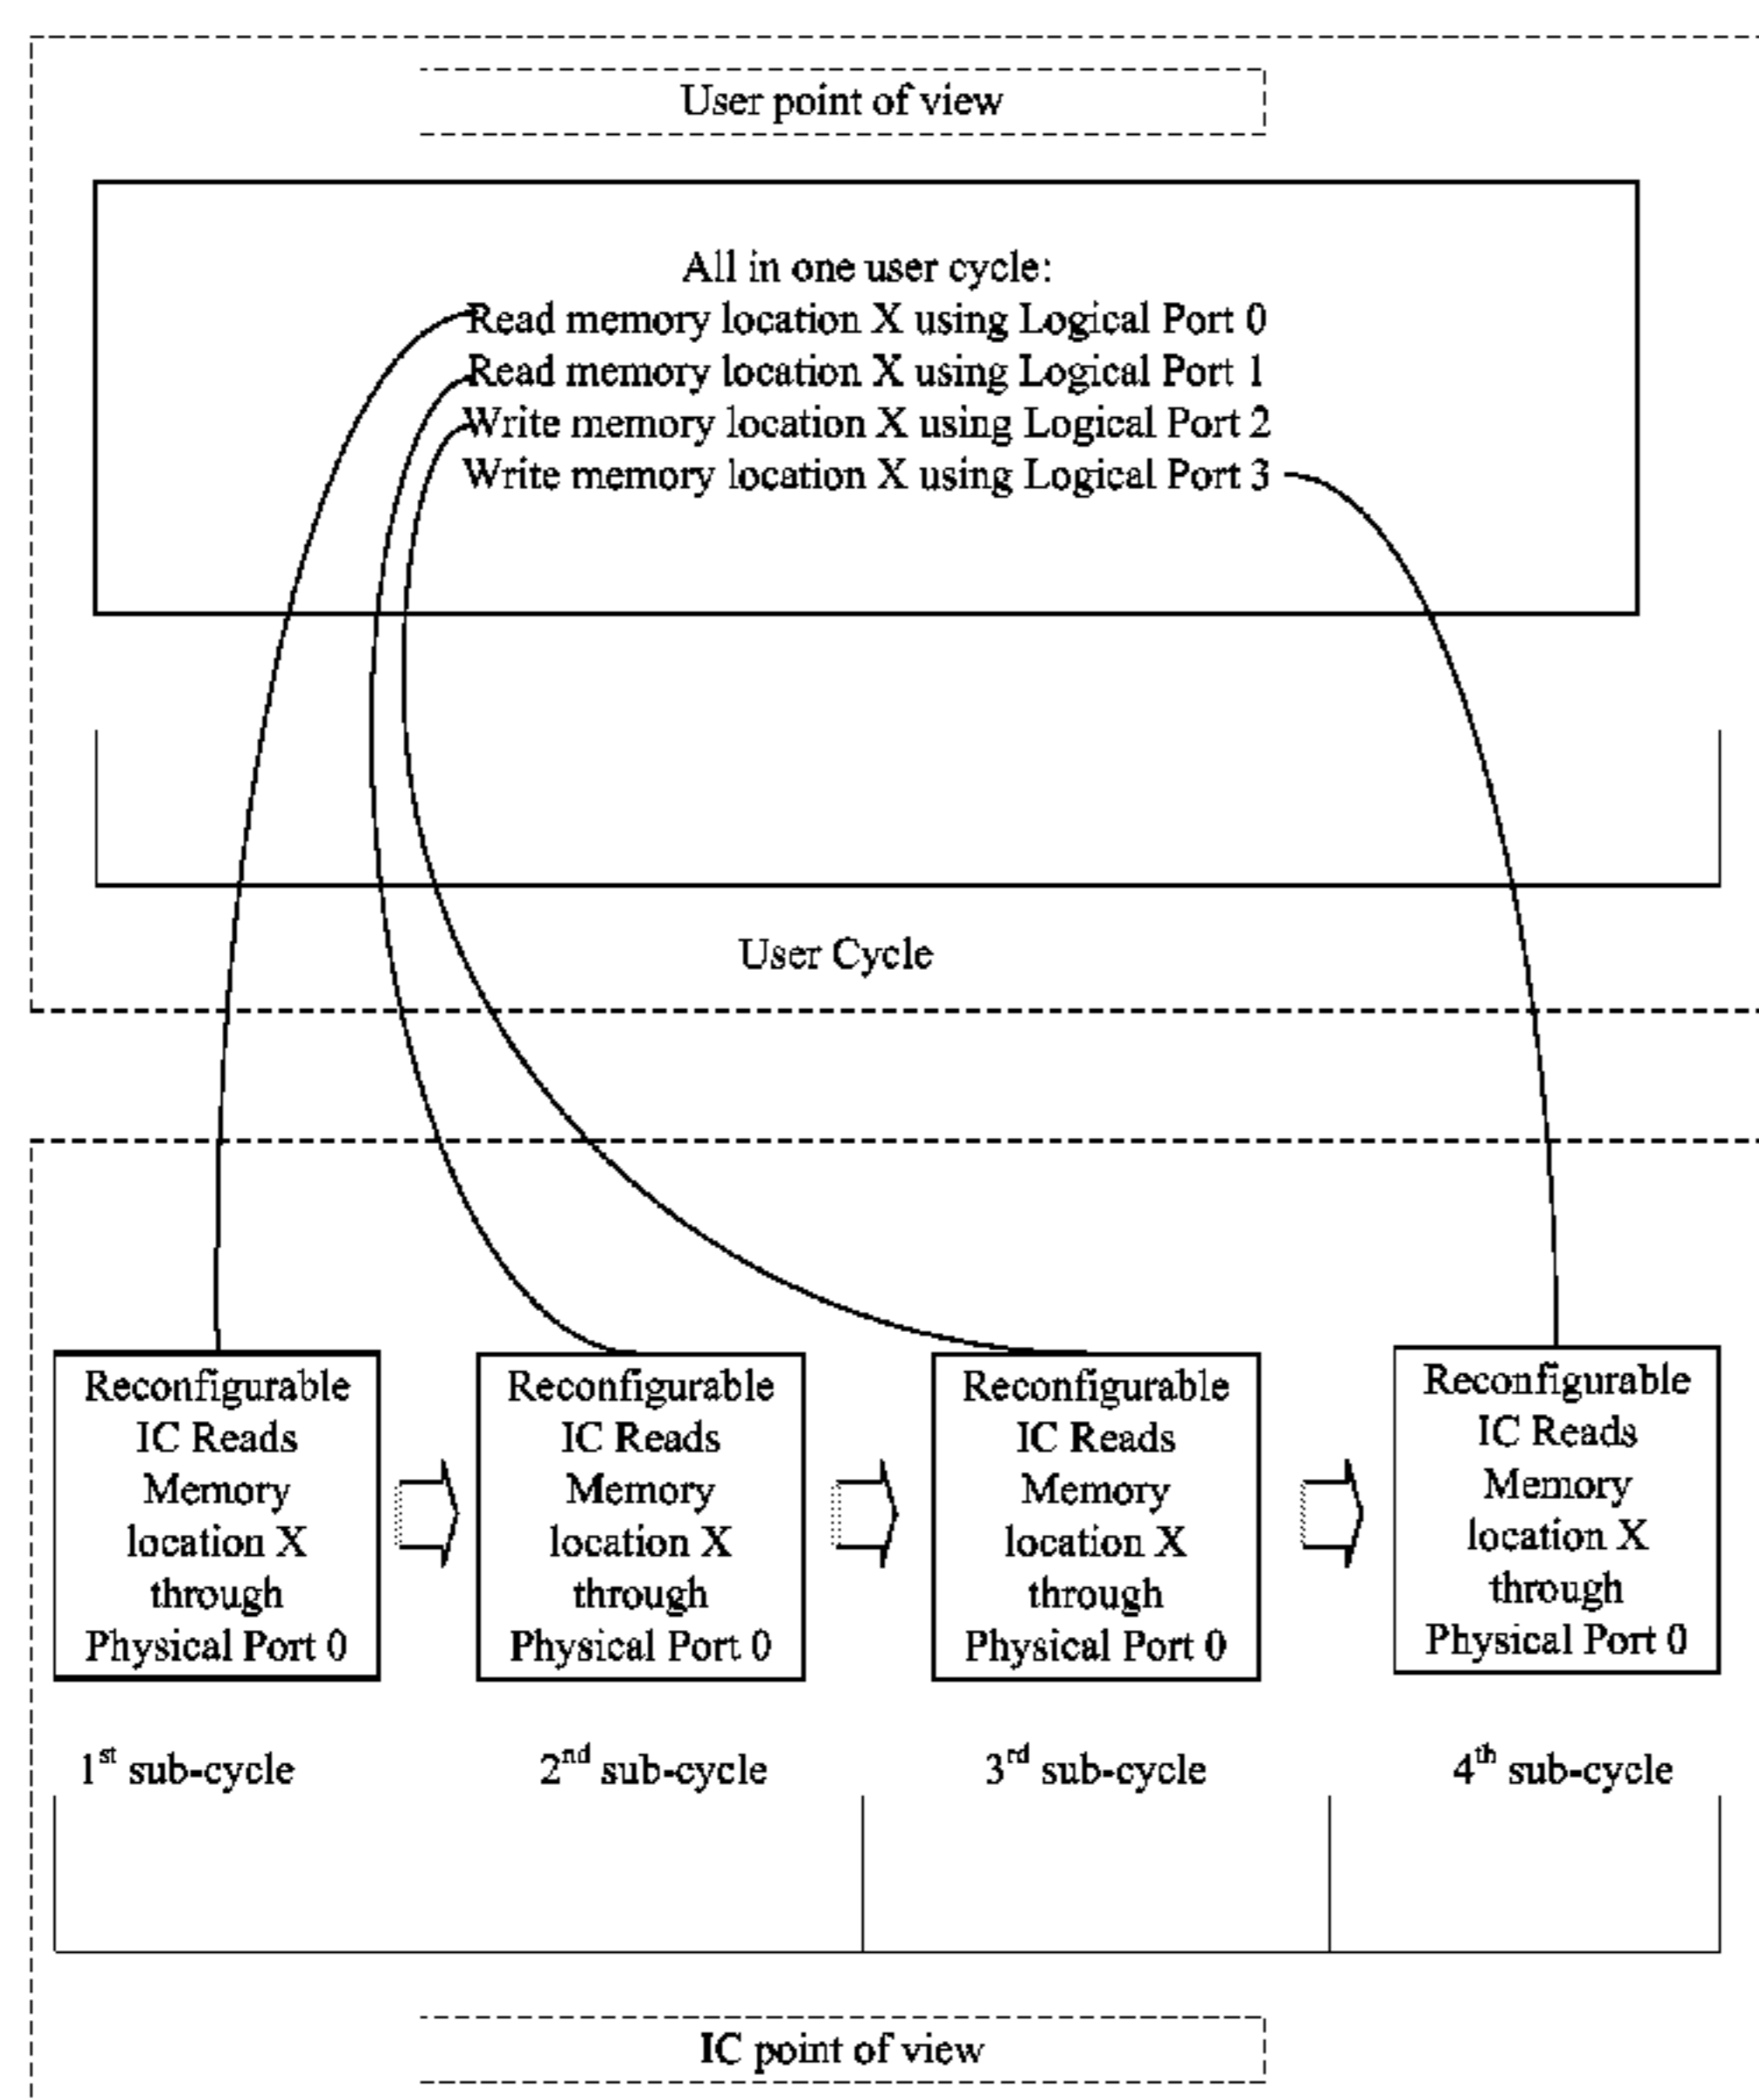 User point of view
All in one user cycle:
Read memory location X using Logical Port 0
Read memory location X using Logical Port 1
Write memory location X using Logical Port 2
Write memory location X using Logical Port 3
User Cycle
Reconfigurable
IC Reads
Memory
location X
through
Physical Port 0
Reconfigurable
IC Reads
Memory
location X
through
Physical Port 0
Reconfigurable
IC Reads
Memory
location X
through
Physical Port 0
Reconfigurable
IC Reads
Memory
location X
through
Physical Port 0
1st sub-cycle
2nd sub-cycle
3rd sub-cycle
4th sub-cycle
IC point of view